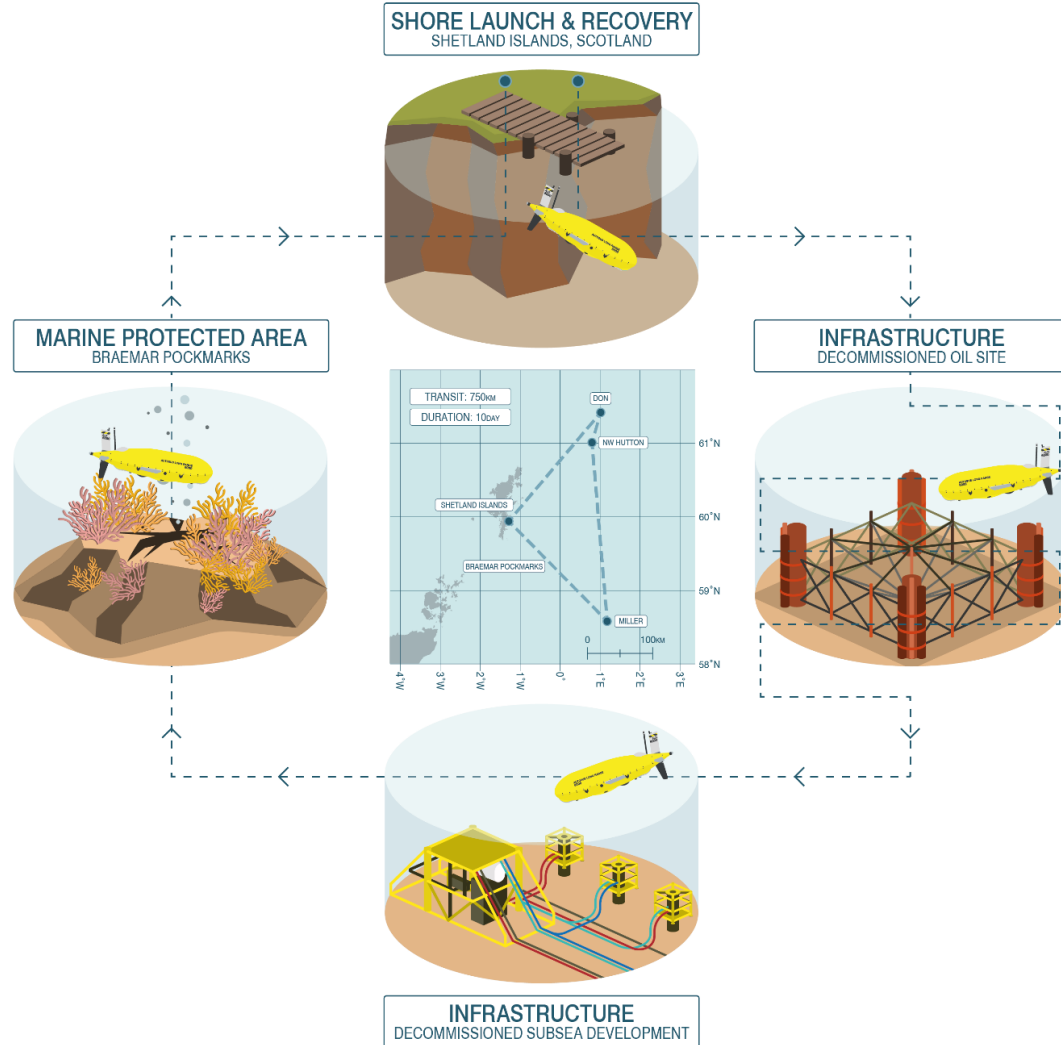 SHORE LAUNCH & RECOVERY
SHETLAND ISLANDS, SCOTLAND
MARINE PROTECTED AREA
BRAEMAR POCKMARKS
INFRASTRUCTURE
DECOMMISSIONED OIL SITE
TRANSIT: 750KM
DURATION: 10DAY
DON
NW HUTTON
SHETLAND ISLANDS
BRAEMAR POCKMARKS
MILLER
0 100KM
61°N
60°N
59°N
58°N
4°W 3°W 2°W 1°W 0° 1°E 2°E 3°E
INFRASTRUCTURE
DECOMMISSIONED SUBSEA DEVELOPMENT